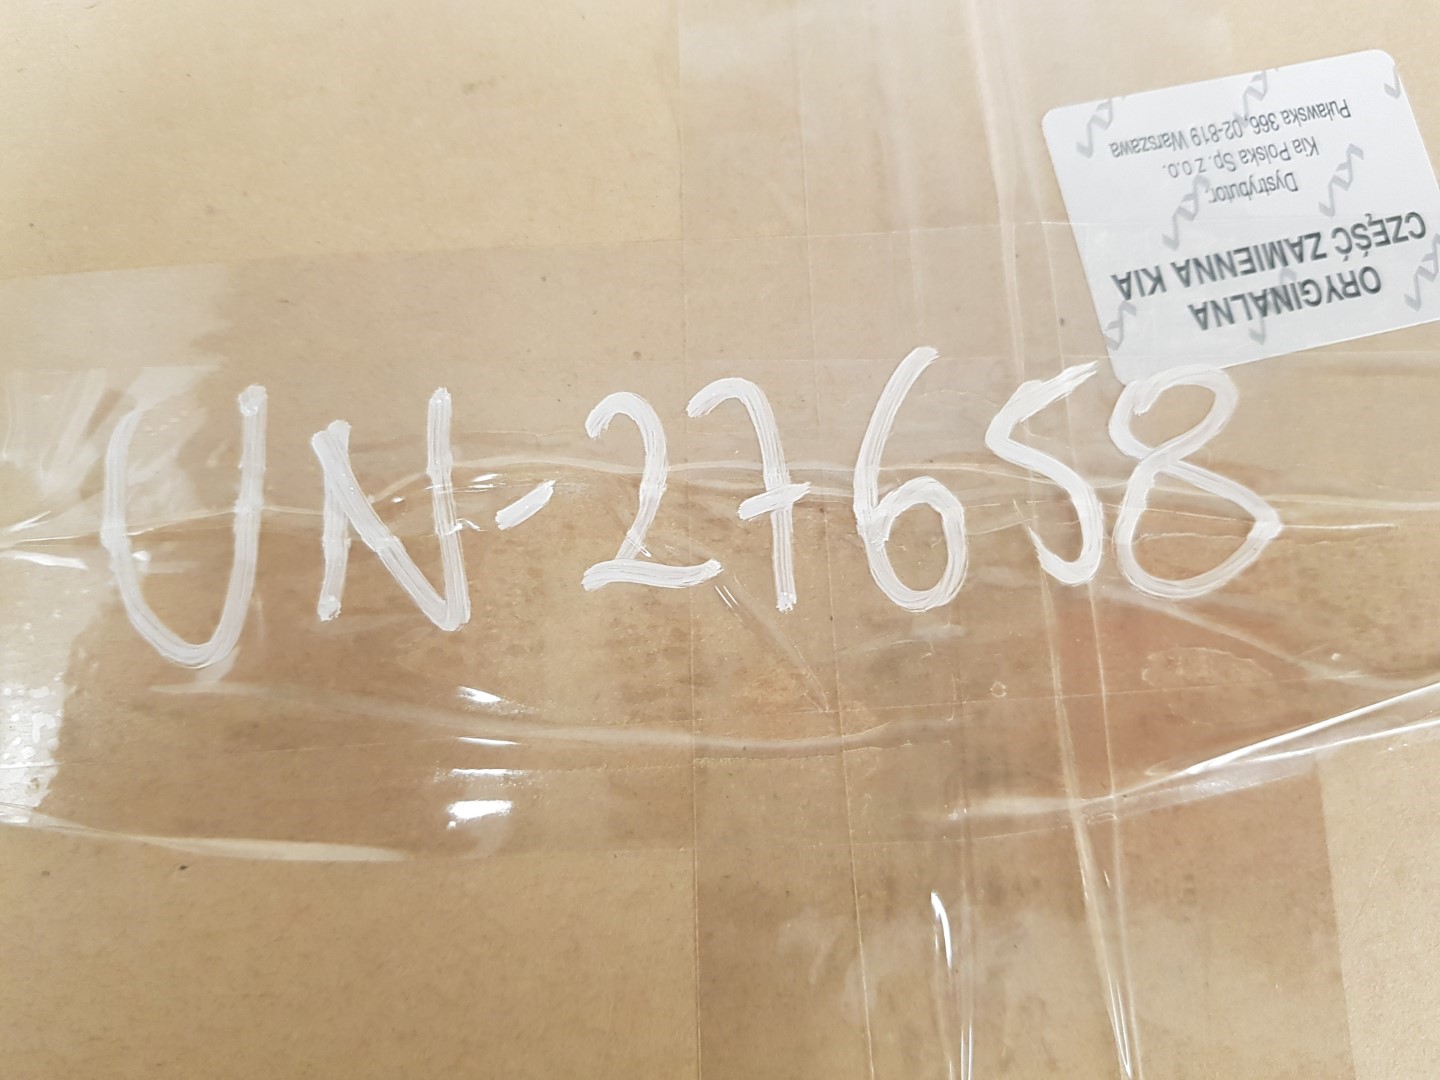 UN-27658
ORYGINALNA
CZĘŚĆ ZAMIENNA KIA
Dystrybutor:
Kia Polska Sp. z o.o.
Puławska 366, 02-819 Warszawa